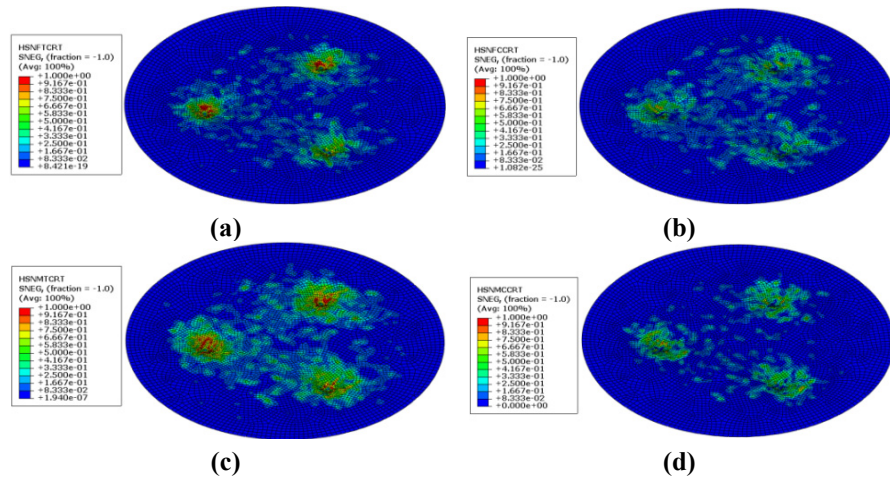 HSNFTCRT
SNEG, (fraction = -1.0)
(Avg: 100%)
+1.000e+00
+9.167e-01
+8.333e-01
+7.500e-01
+6.667e-01
+5.833e-01
+5.000e-01
+4.167e-01
+3.333e-01
+2.500e-01
+1.667e-01
+8.333e-02
+8.421e-19
(a)
HSNFCCRT
SNEG, (fraction = -1.0)
(Avg: 100%)
+1.000e+00
+9.167e-01
+8.333e-01
+7.500e-01
+6.667e-01
+5.833e-01
+5.000e-01
+4.167e-01
+3.333e-01
+2.500e-01
+1.667e-01
+8.333e-02
+1.082e-25
(b)
HSNMTCRT
SNEG, (fraction = -1.0)
(Avg: 100%)
+1.000e+00
+9.167e-01
+8.333e-01
+7.500e-01
+6.667e-01
+5.833e-01
+5.000e-01
+4.167e-01
+3.333e-01
+2.500e-01
+1.667e-01
+8.333e-02
+1.940e-07
(c)
HSNMCCRT
SNEG, (fraction = -1.0)
(Avg: 100%)
+1.000e+00
+9.167e-01
+8.333e-01
+7.500e-01
+6.667e-01
+5.833e-01
+5.000e-01
+4.167e-01
+3.333e-01
+2.500e-01
+1.667e-01
+8.333e-02
+0.000e+00
(d)